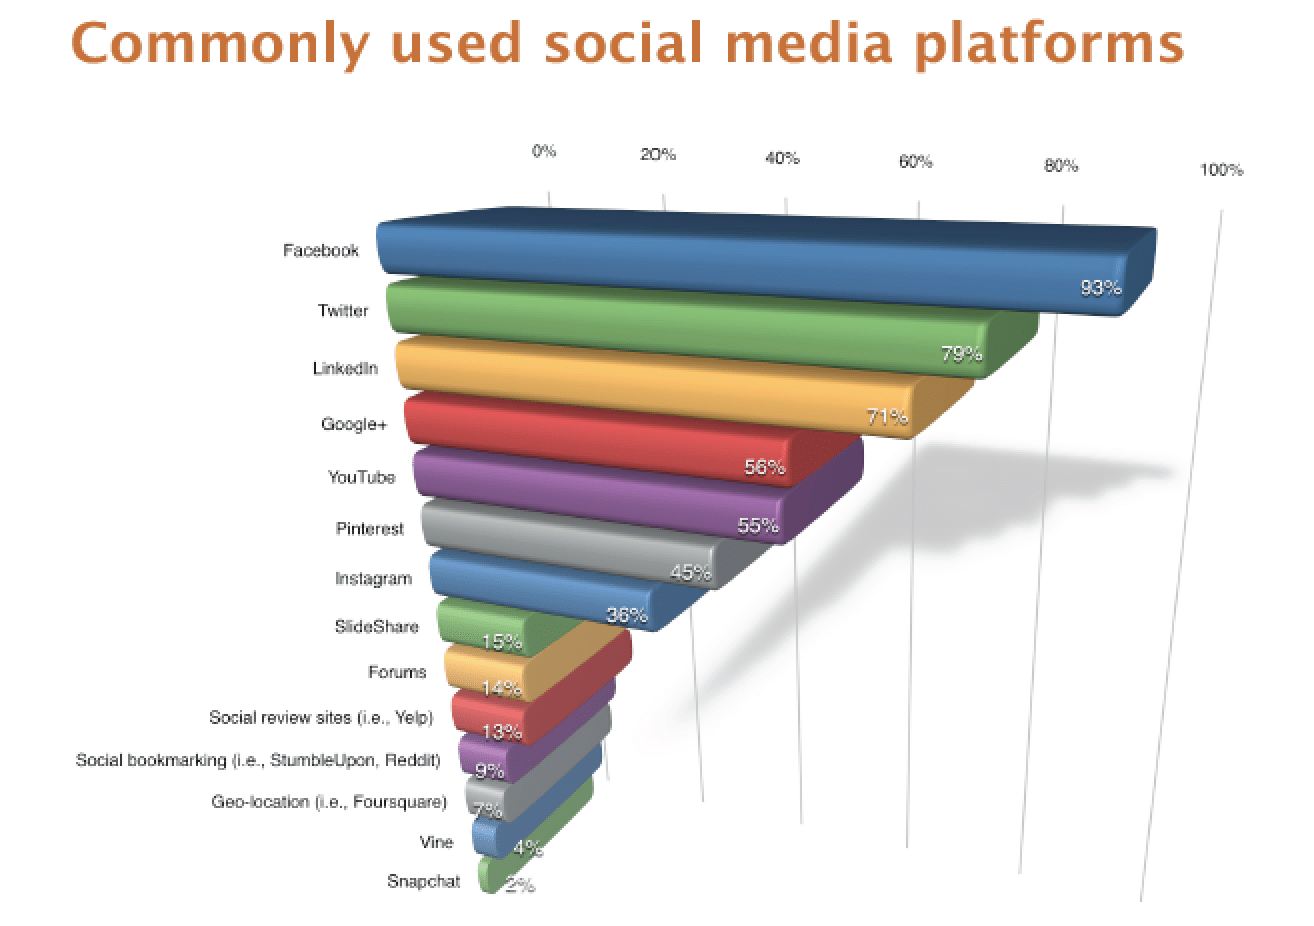 Commonly used social media platforms
0% 20% 40% 60% 80% 100%
Facebook 93%
Twitter 79%
LinkedIn 71%
Google+ 56%
YouTube 55%
Pinterest 45%
Instagram 36%
SlideShare 15%
Forums 14%
Social review sites (i.e., Yelp) 13%
Social bookmarking (i.e., StumbleUpon, Reddit) 9%
Geo-location (i.e., Foursquare) 7%
Vine 4%
Snapchat 2%